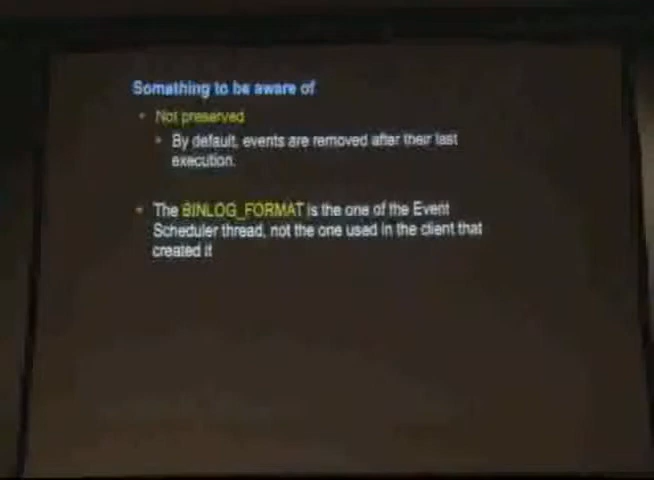 Something to be aware of
Not preserved
By default, events are removed after their last
execution.
The BINLOG_FORMAT is the one of the Event
Scheduler thread, not the one used in the client that
created it